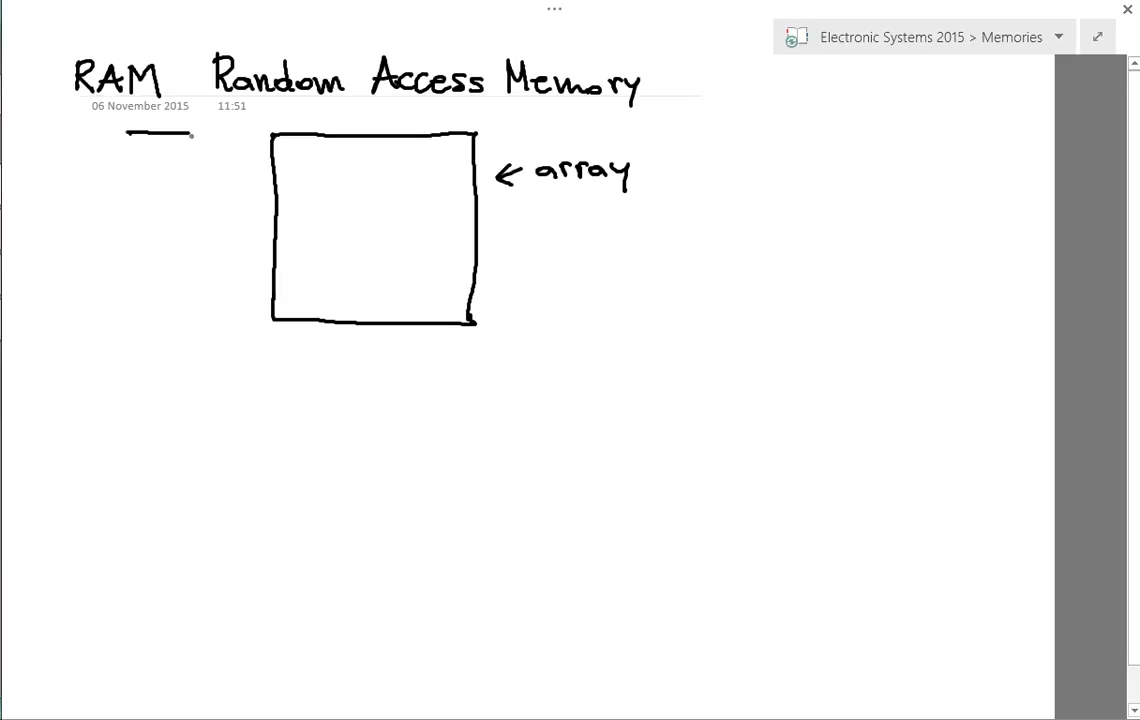 Electronic Systems 2015 > Memories
RAM Random Access Memory
06 November 2015 11:51
← array